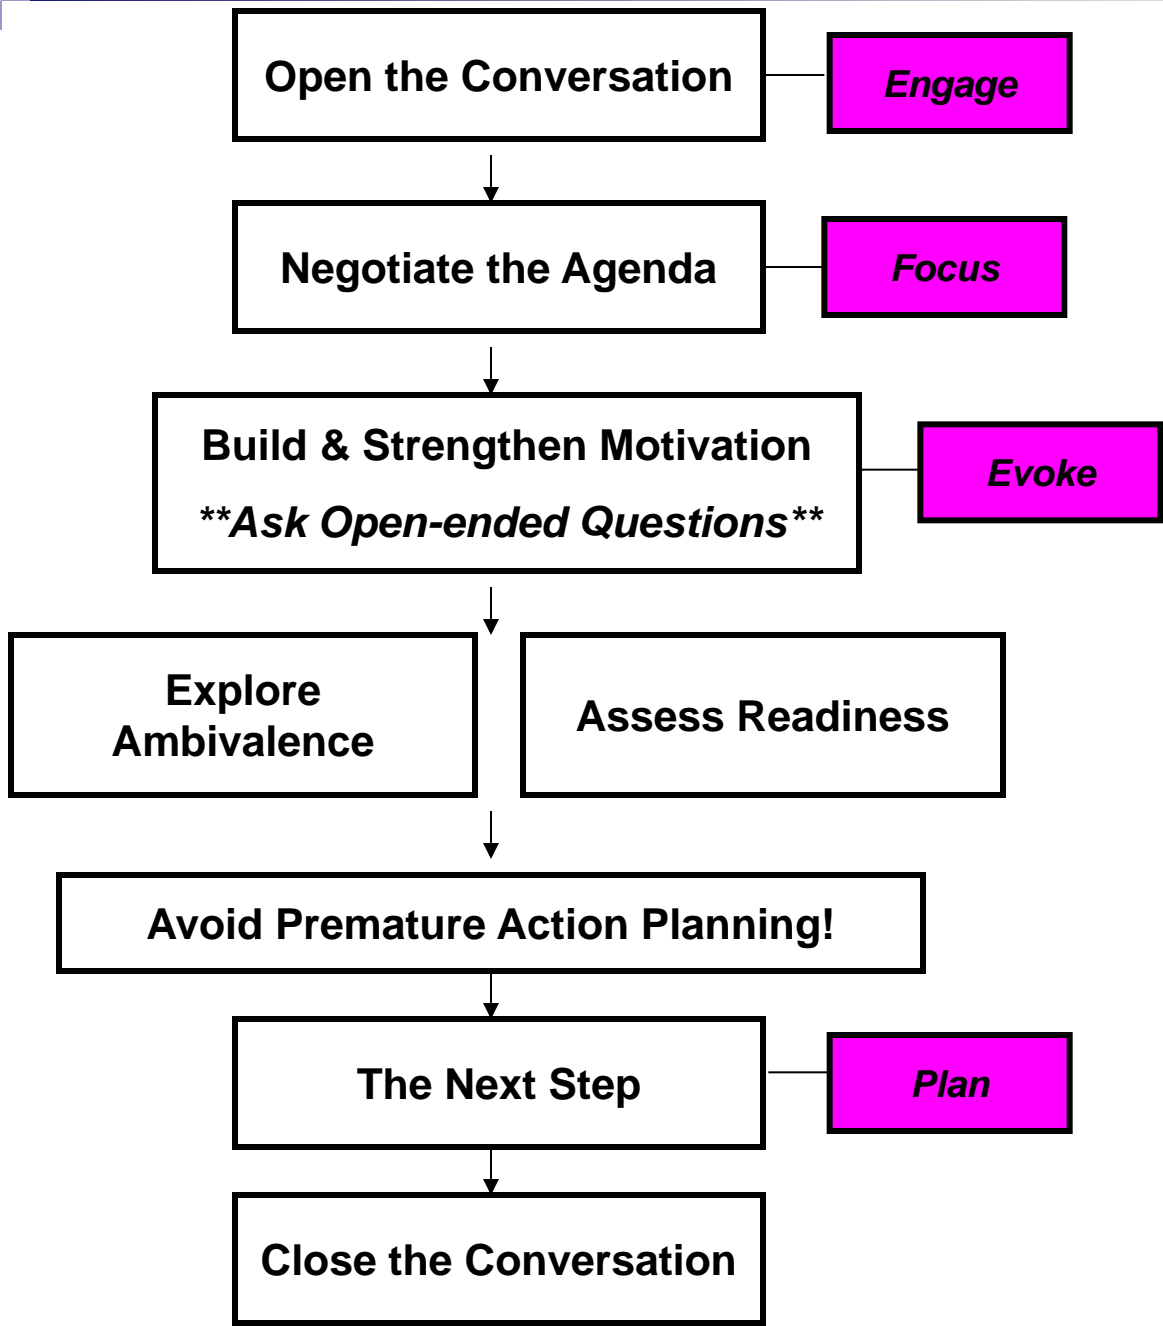 Open the Conversation
Engage
Negotiate the Agenda
Focus
Build & Strengthen Motivation
**Ask Open-ended Questions**
Evoke
Explore
Ambivalence
Assess Readiness
Avoid Premature Action Planning!
The Next Step
Plan
Close the Conversation